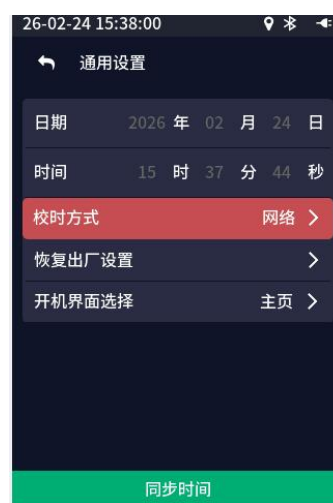 26-02-24 15:38:00
通用设置
日期 2026 年 02 月 24 日
时间 15 时 37 分 44 秒
校时方式 网络
恢复出厂设置
开机界面选择 主页
同步时间